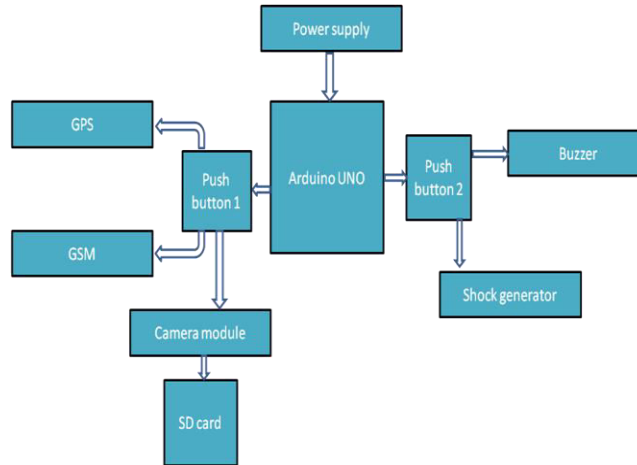 Power supply
GPS
Push
button 1
Arduino UNO
Push
button 2
Buzzer
GSM
Shock generator
Camera module
SD card